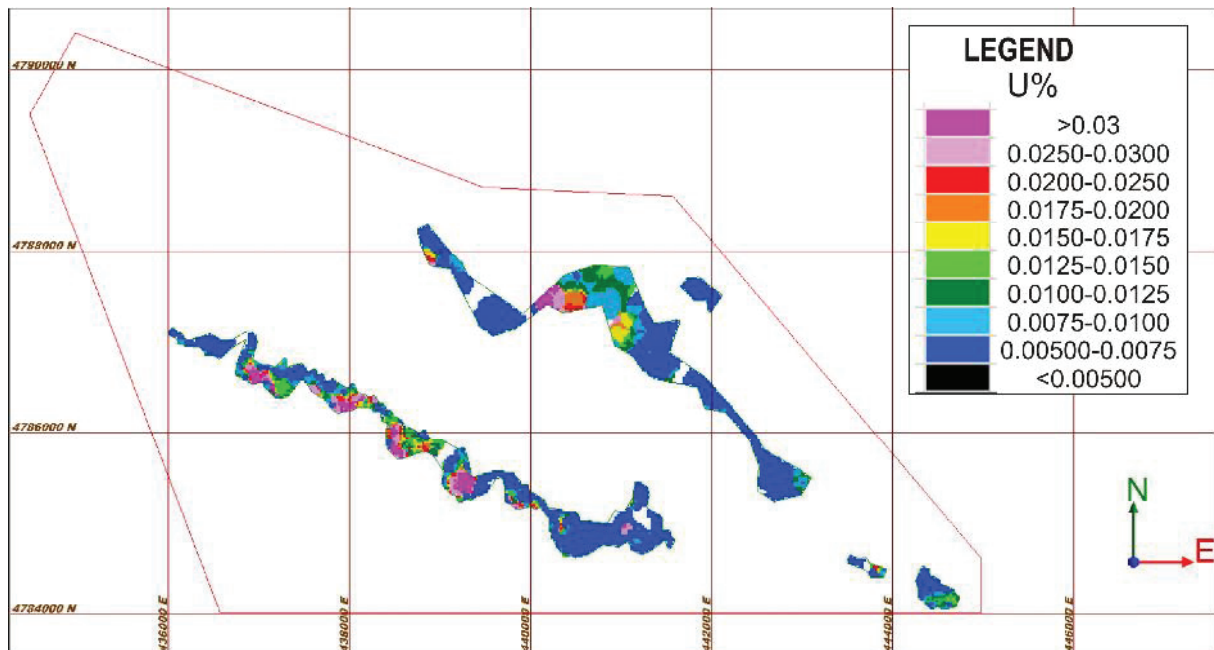 LEGEND
U%
>0.03
0.0250-0.0300
0.0200-0.0250
0.0175-0.0200
0.0150-0.0175
0.0125-0.0150
0.0100-0.0125
0.0075-0.0100
0.00500-0.0075
<0.00500
4790000 N
4788000 N
4786000 N
4784000 N
436000 E
438000 E
440000 E
442000 E
444000 E
446000 E
N
E